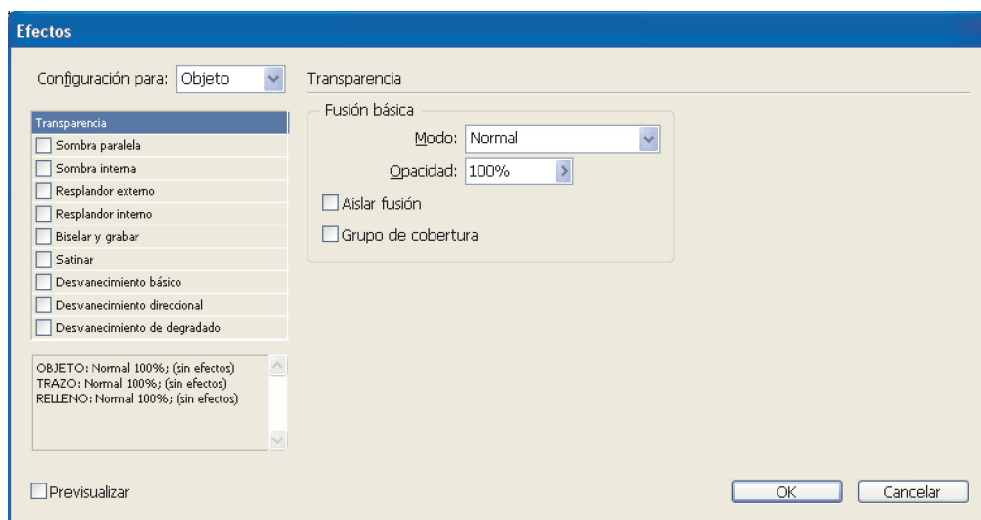 Efectos
Configuración para: Objeto
Transparencia
Sombra paralela
Sombra interna
Resplandor externo
Resplandor interno
Biselar y grabar
Satinar
Desvanecimiento básico
Desvanecimiento direccional
Desvanecimiento de degradado
OBJETO: Normal 100%; (sin efectos)
TRAZO: Normal 100%; (sin efectos)
RELLENO: Normal 100%; (sin efectos)
Previsualizar
Transparencia
Fusión básica
Modo: Normal
Opacidad: 100%
Aislar fusión
Grupo de cobertura
OK
Cancelar